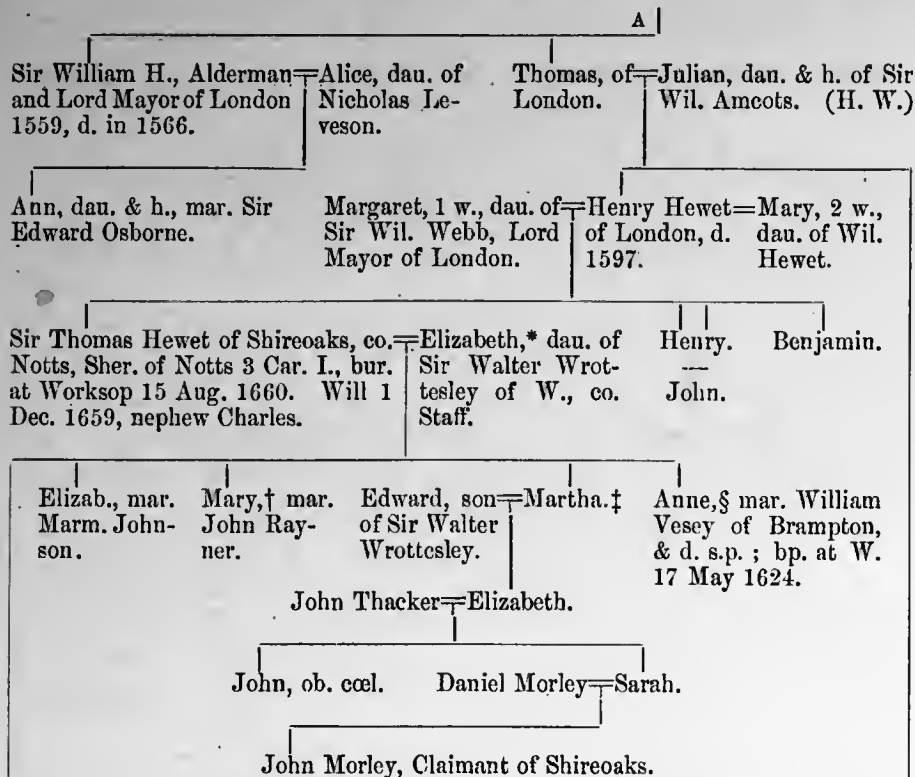 A
Sir William H., Alderman
and Lord Mayor of London
1559, d. in 1566.
Alice, dau. of
Nicholas Le-
veson.
Thomas, of
London.
Julian, dau. & h. of Sir
Wil. Amcots. (H. W.)
Ann, dau. & h., mar. Sir
Edward Osborne.
Margaret, 1 w., dau. of
Sir Wil. Webb, Lord
Mayor of London.
Henry Hewet
of London, d.
1597.
Mary, 2 w.,
dau. of Wil.
Hewet.
Sir Thomas Hewet of Shireoaks, co.
Notts, Sher. of Notts 3 Car. I., bur.
at Worksop 15 Aug. 1660. Will 1
Dec. 1659, nephew Charles.
Elizabeth,* dau. of
Sir Walter Wrot-
tesley of W., co.
Staff.
Henry.
—
John.
Benjamin.
Elizab., mar.
Marm. John-
son.
Mary,† mar.
John Ray-
ner.
Edward, son
of Sir Walter
Wrottesley.
Martha.‡
Anne,§ mar. William
Vesey of Brampton,
& d. s.p. ; bp. at W.
17 May 1624.
John Thacker
Elizabeth.
John, ob. cœl.
Daniel Morley
Sarah.
John Morley, Claimant of Shireoaks.